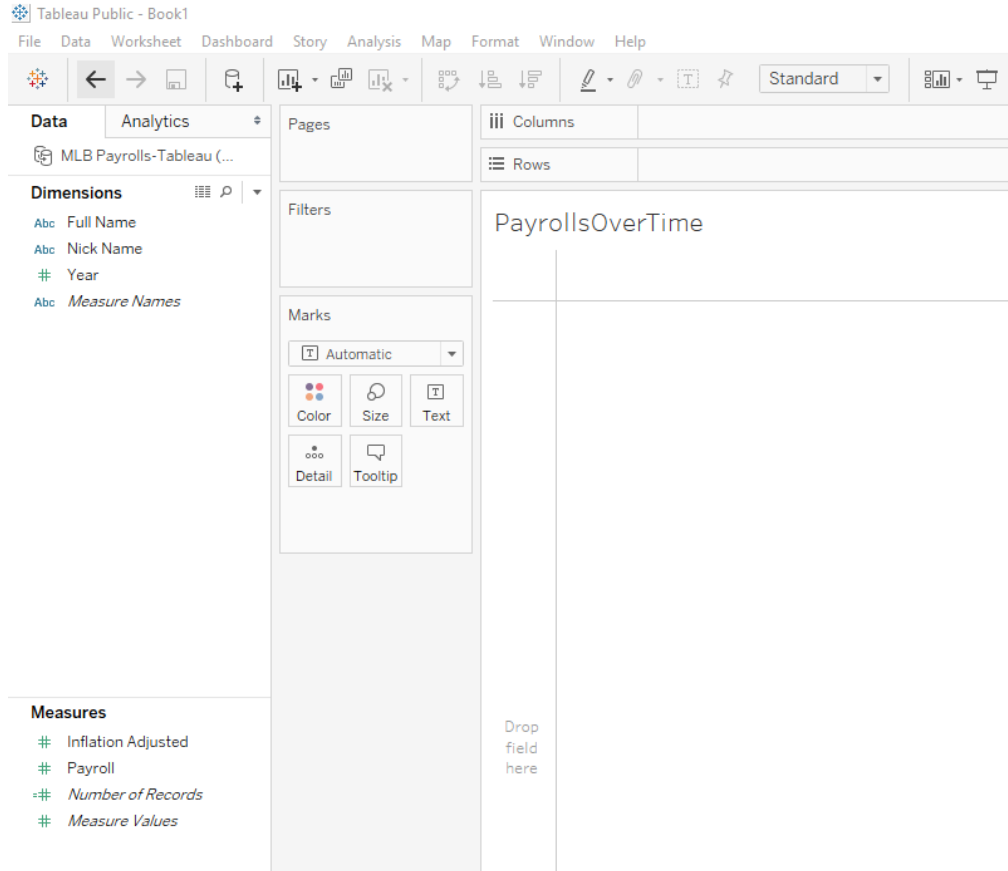 Tableau Public - Book1
File Data Worksheet Dashboard Story Analysis Map Format Window Help
Standard
Data Analytics
MLB Payrolls-Tableau (...
Dimensions
Abc Full Name
Abc Nick Name
# Year
Abc Measure Names
Measures
# Inflation Adjusted
# Payroll
=# Number of Records
# Measure Values
Pages
Filters
Marks
T Automatic
Color Size Text
Detail Tooltip
iii Columns
Rows
PayrollsOverTime
Drop
field
here